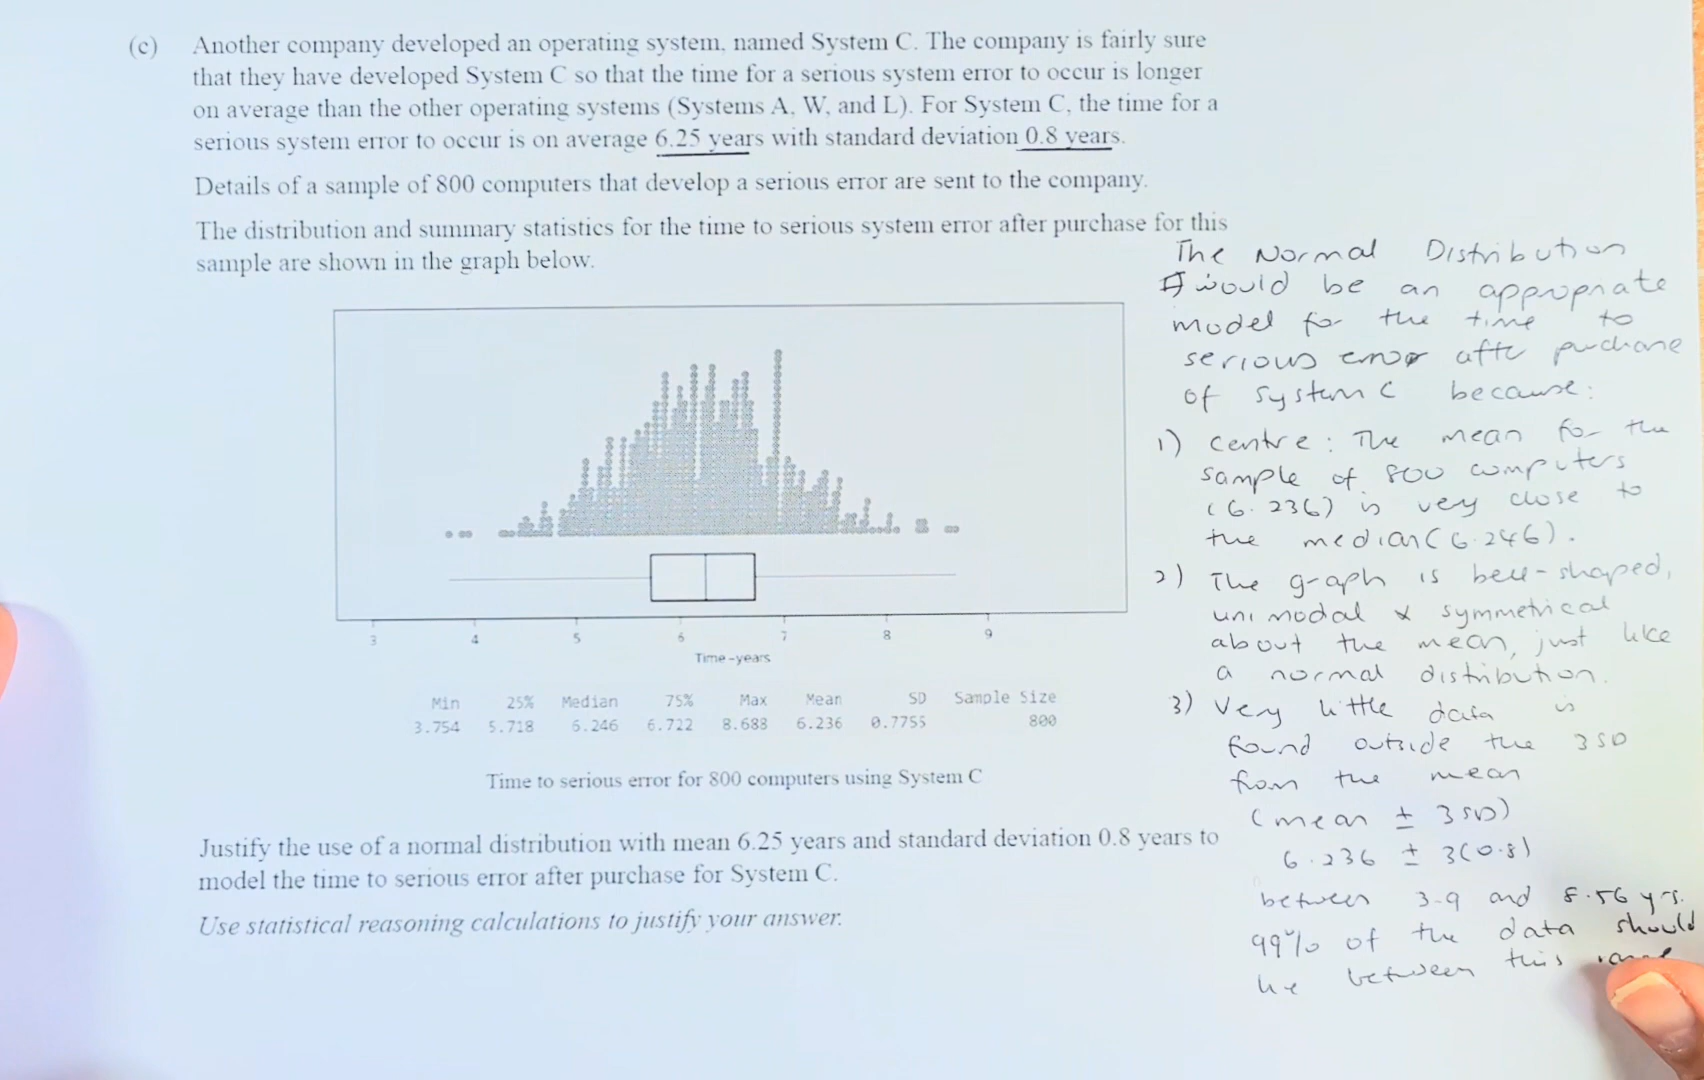 (c) Another company developed an operating system, named System C. The company is fairly sure
that they have developed System C so that the time for a serious system error to occur is longer
on average than the other operating systems (Systems A, W, and L). For System C, the time for a
serious system error to occur is on average 6.25 years with standard deviation 0.8 years.
Details of a sample of 800 computers that develop a serious error are sent to the company.
The distribution and summary statistics for the time to serious system error after purchase for this
sample are shown in the graph below.
3 4 5 6 7 8 9
Time-years
Min 25% Median 75% Max Mean SD Sample Size
3.754 5.718 6.246 6.722 8.688 6.236 0.7755 800
Time to serious error for 800 computers using System C
Justify the use of a normal distribution with mean 6.25 years and standard deviation 0.8 years to
model the time to serious error after purchase for System C.
Use statistical reasoning calculations to justify your answer.
The Normal Distribution
would be an appropriate
model for the time to
serious error after purchase
of system C because:
1) centre: The mean for the
sample of 800 computers
(6.236) is very close to
the median (6.246).
2) The graph is bell-shaped,
unimodal & symmetrical
about the mean, just like
a normal distribution.
3) Very little data is
found outside the 3SD
from the mean
(mean ± 3SD)
6.236 ± 3(0.8)
between 3.9 and 8.56 yrs.
99% of the data should
lie between this